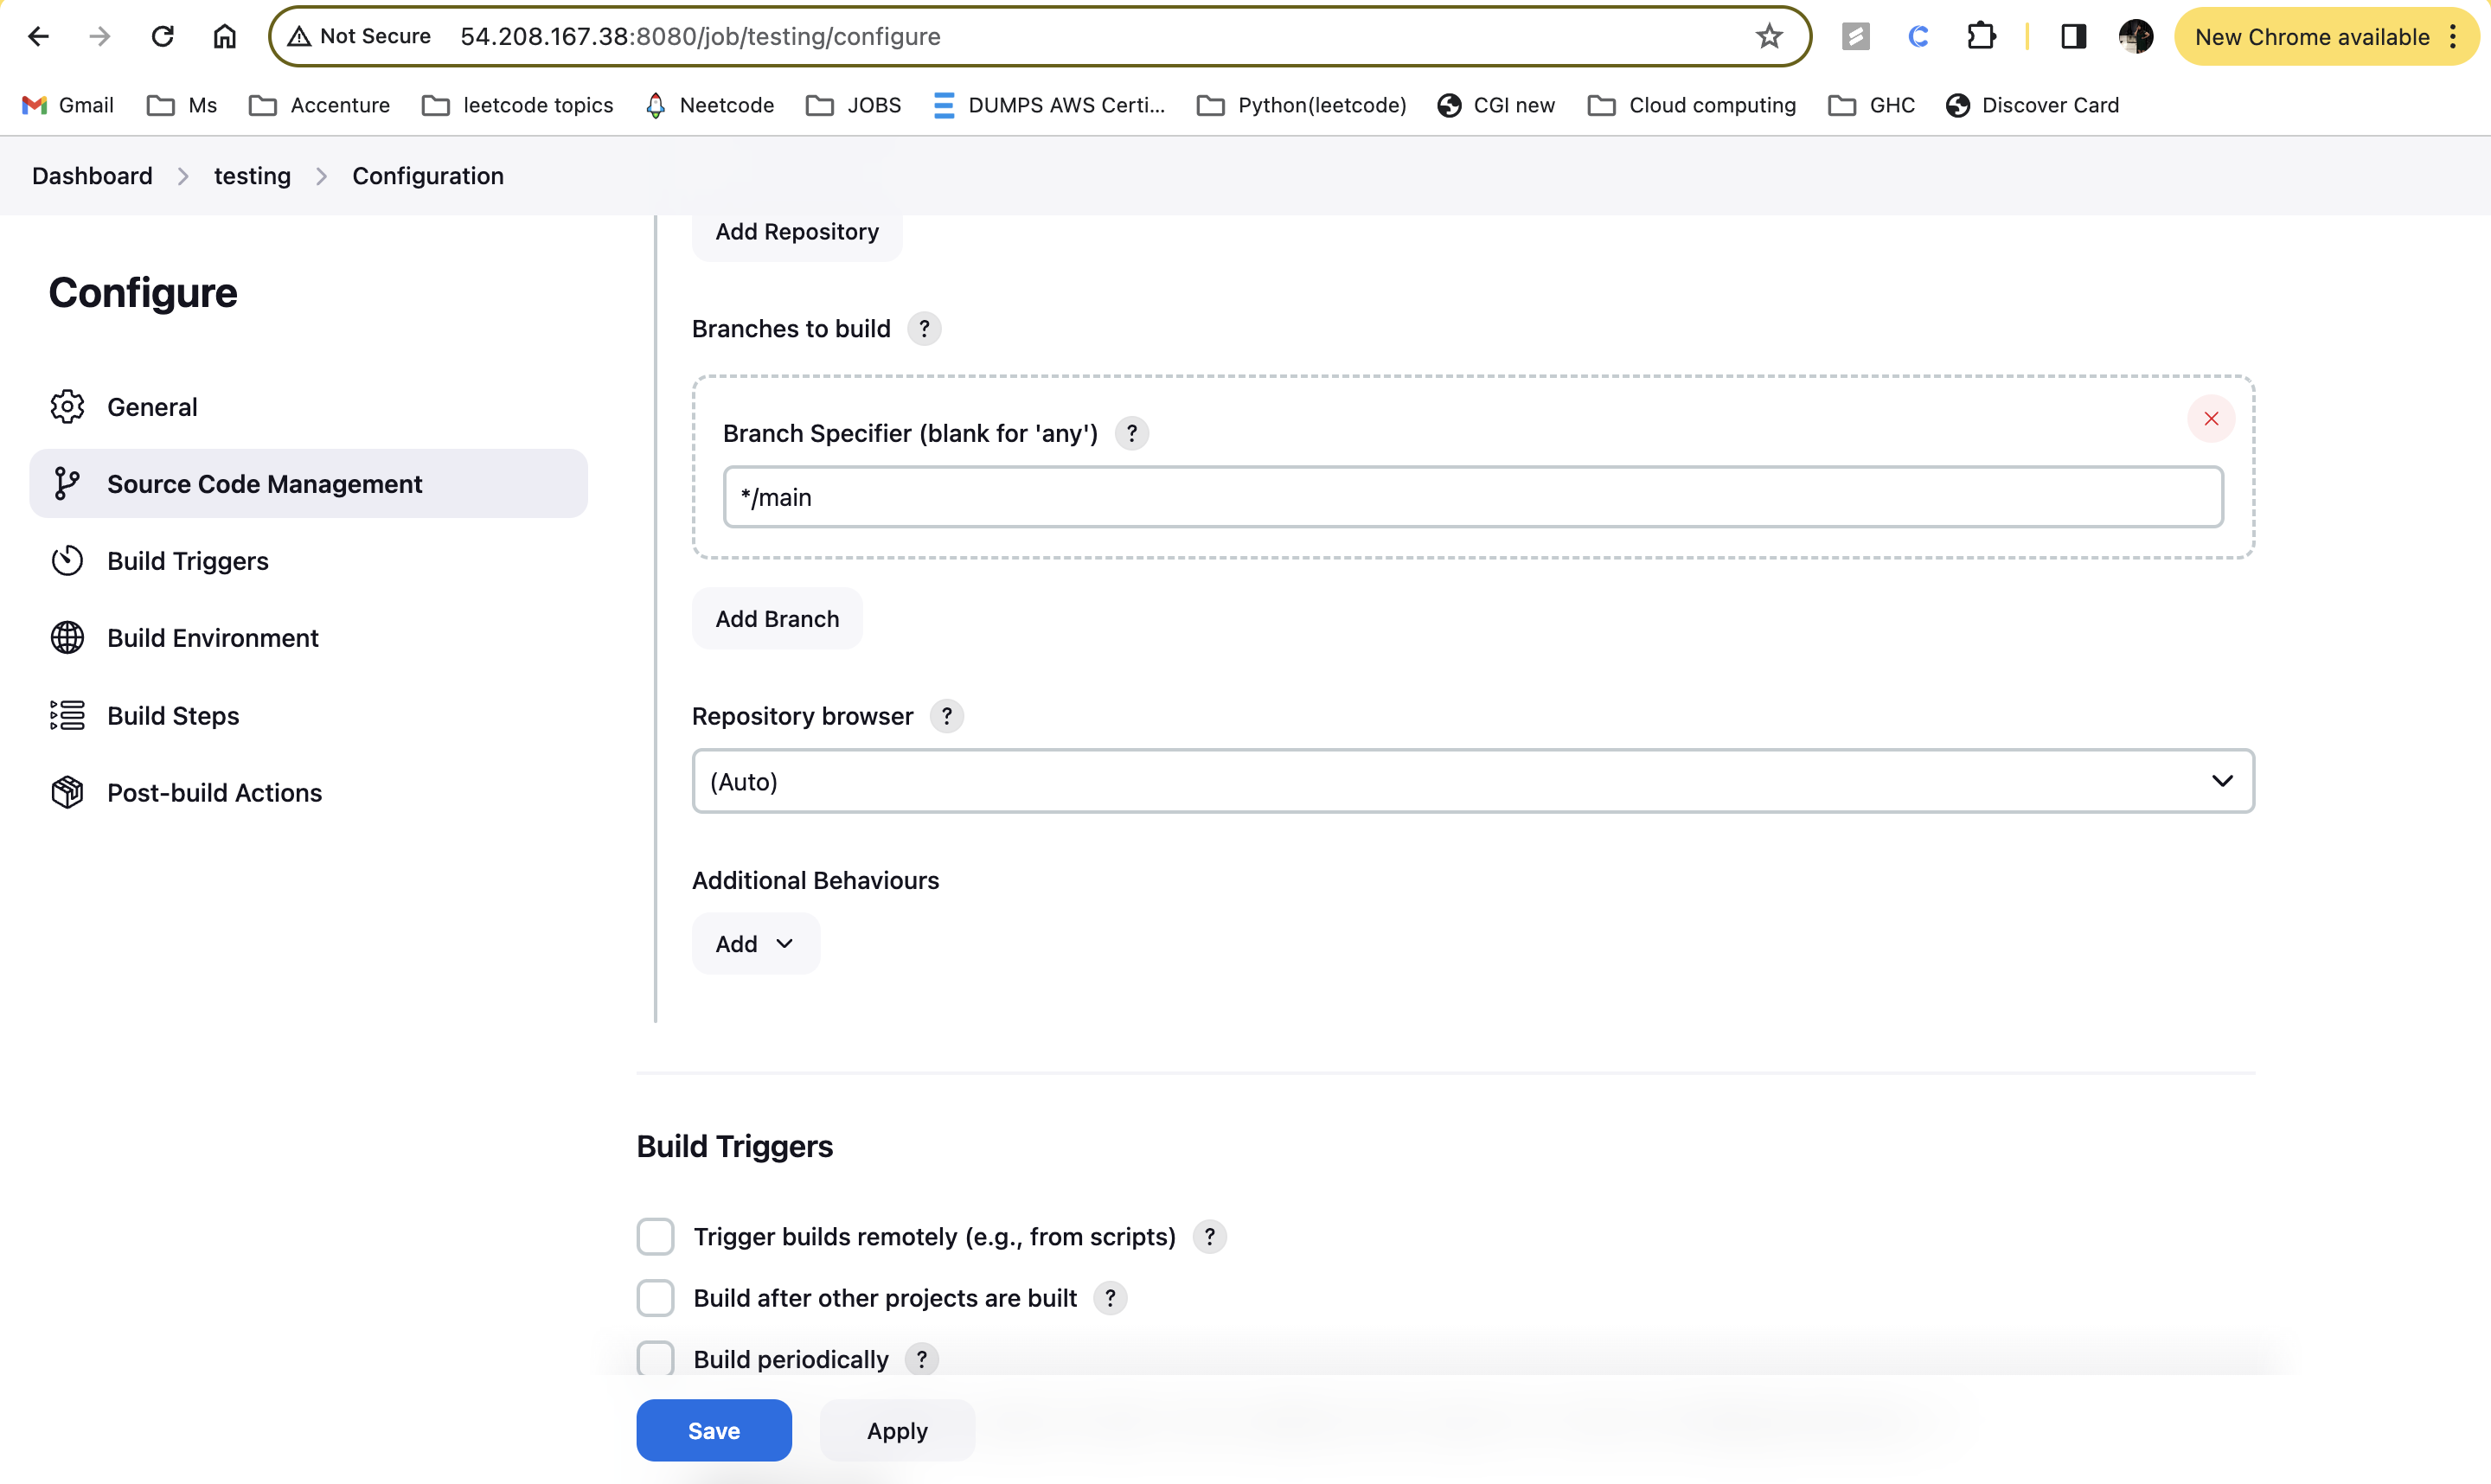 Not Secure 54.208.167.38:8080/job/testing/configure New Chrome available
Gmail Ms Accenture leetcode topics Neetcode JOBS DUMPS AWS Certi... Python(leetcode) CGI new Cloud computing GHC Discover Card
Dashboard testing Configuration
Add Repository
Configure
General
Source Code Management
Build Triggers
Build Environment
Build Steps
Post-build Actions
Branches to build ?
Branch Specifier (blank for 'any') ?
*/main
Add Branch
Repository browser ?
(Auto)
Additional Behaviours
Add
Build Triggers
Trigger builds remotely (e.g., from scripts) ?
Build after other projects are built ?
Build periodically ?
Save Apply